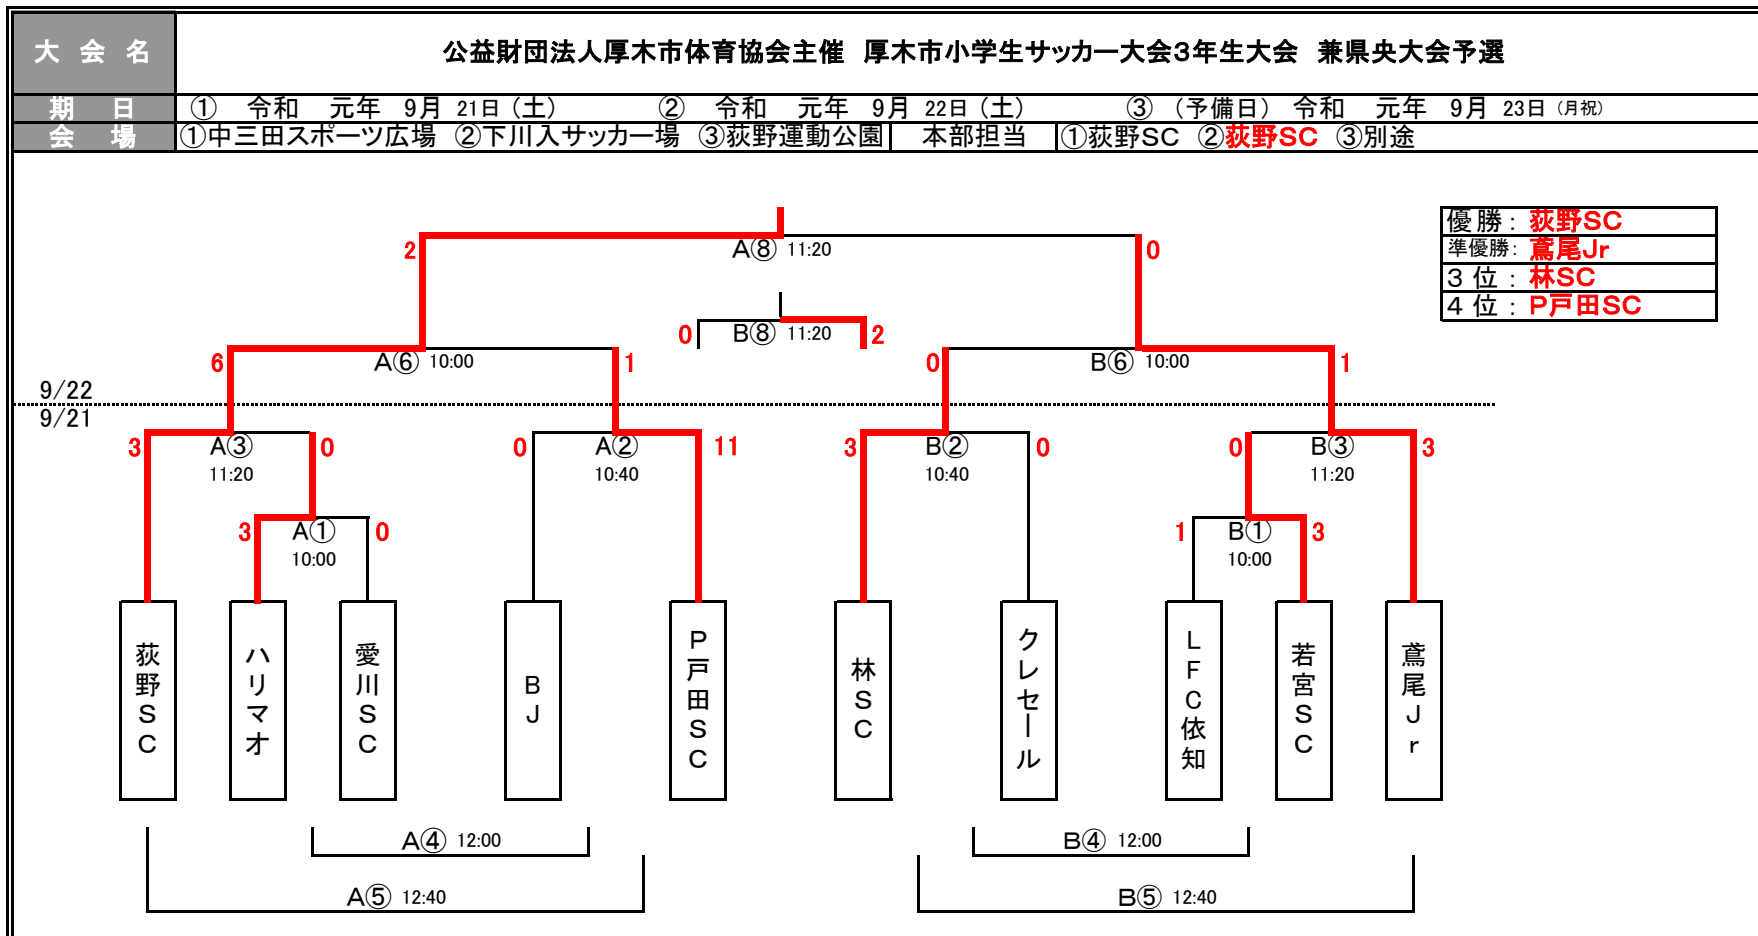 大 会 名
公益財団法人厚木市体育協会主催 厚木市小学生サッカー大会3年生大会 兼県央大会予選
期 日
① 令和 元年 9月 21日（土） ② 令和 元年 9月 22日（土） ③（予備日）令和 元年 9月 23日（月祝）
会 場
①中三田スポーツ広場 ②下川入サッカー場 ③荻野運動公園
本部担当
①荻野SC ②荻野SC ③別途
優勝：荻野SC
準優勝：鳶尾Jr
3 位：林SC
4 位：P戸田SC
2 A⑧ 11:20 0
0 B⑧ 11:20 2
6 A⑥ 10:00 1
0 B⑥ 10:00 1
9/22
9/21
3 A③ 0
11:20
0 A② 11
10:40
3 B② 0
10:40
0 B③ 3
11:20
3 A① 0
10:00
1 B① 3
10:00
荻野SC
ハリマオ
愛川SC
BJ
P戸田SC
林SC
クレセール
LFC依知
若宮SC
鳶尾Jr
A④ 12:00
B④ 12:00
A⑤ 12:40
B⑤ 12:40